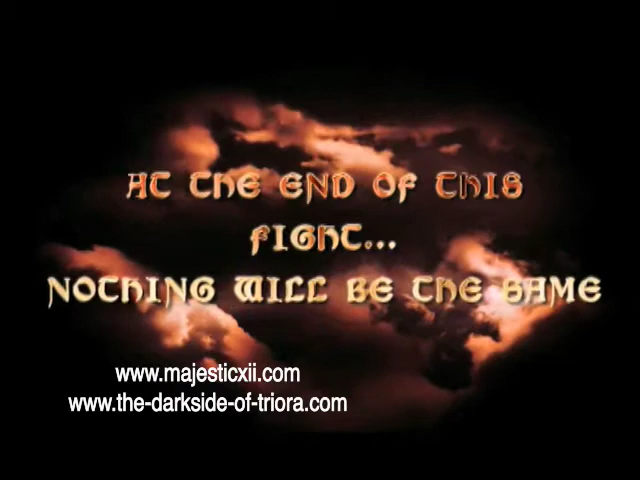 AT THE END OF THIS
FIGHT...
NOTHING WILL BE THE SAME
www.majesticxii.com
www.the-darkside-of-triora.com